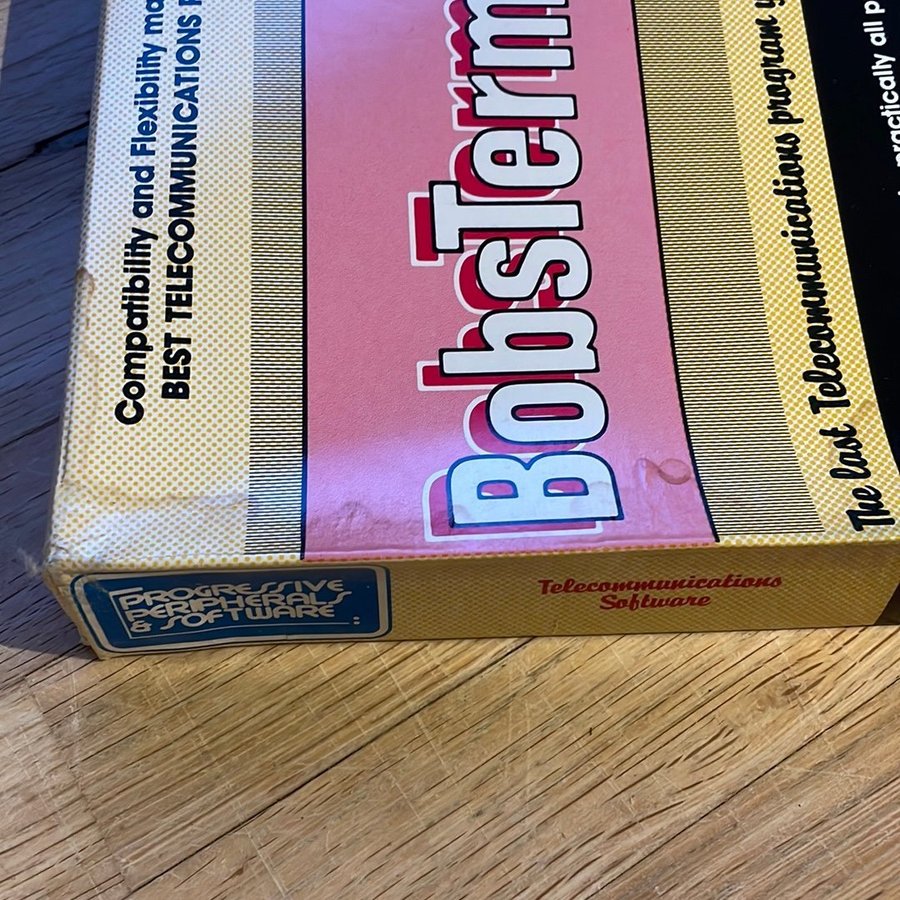 Compatibility and Flexibility ma
BEST TELECOMMUNICATIONS
BobsTerm
The last Telecommunications program y
practically all p
PROGRESSIVE
PERIPHERALS
& SOFTWARE
Telecommunications
Software